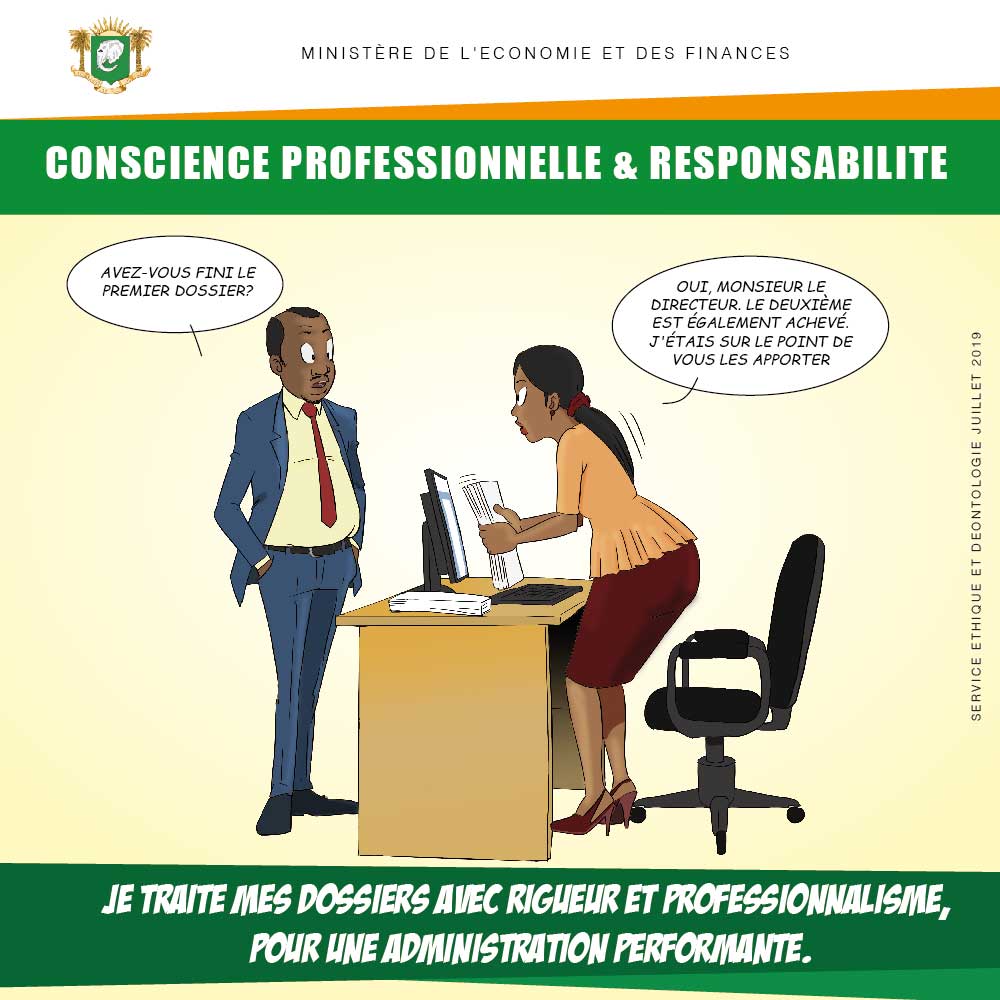 MINISTÈRE DE L'ECONOMIE ET DES FINANCES
CONSCIENCE PROFESSIONNELLE & RESPONSABILITE
AVEZ-VOUS FINI LE
PREMIER DOSSIER?
OUI, MONSIEUR LE
DIRECTEUR. LE DEUXIÈME
EST ÉGALEMENT ACHEVÉ.
J'ÉTAIS SUR LE POINT DE
VOUS LES APPORTER
SERVICE ETHIQUE ET DEONTOLOGIE JUILLET 2019
JE TRAITE MES DOSSIERS AVEC RIGUEUR ET PROFESSIONNALISME,
POUR UNE ADMINISTRATION PERFORMANTE.